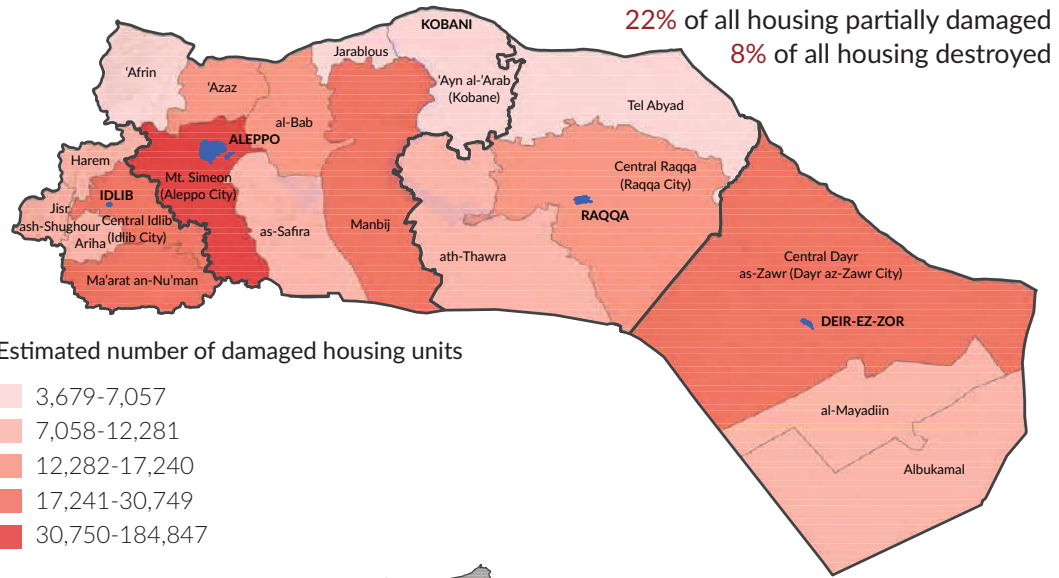 22% of all housing partially damaged
8% of all housing destroyed
KOBANI
Jarablous
'Afrin
'Azaz
'Ayn al-'Arab
(Kobane)
Tel Abyad
al-Bab
ALEPPO
Harem
Mt. Simeon
(Aleppo City)
Central Raqqa
(Raqqa City)
IDLIB
Jisr
ash-Shughour
Central Idlib
(Idlib City)
Ariha
as-Safira
Manbij
RAQQA
ath-Thawra
Ma'arat an-Nu'man
Central Dayr
as-Zawr (Dayr az-Zawr City)
DEIR-EZ-ZOR
al-Mayadiin
Albukamal
Estimated number of damaged housing units
3,679-7,057
7,058-12,281
12,282-17,240
17,241-30,749
30,750-184,847